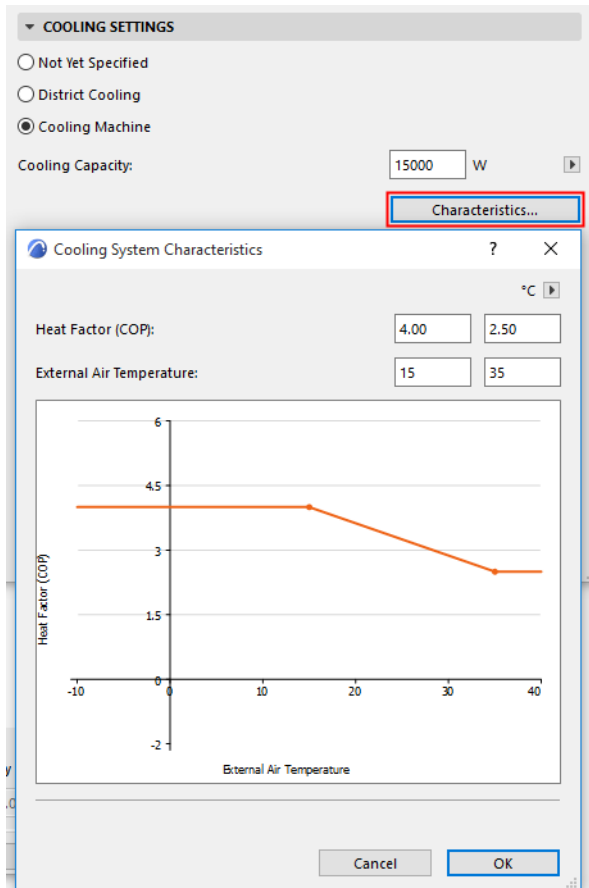 COOLING SETTINGS
Not Yet Specified
District Cooling
Cooling Machine
Cooling Capacity: 15000 W
Characteristics...
Cooling System Characteristics ?
°C
Heat Factor (COP): 4.00 2.50
External Air Temperature: 15 35
6
4.5
3
1.5
0
-2
Heat Factor (COP)
-10 0 10 20 30 40
External Air Temperature
Cancel OK